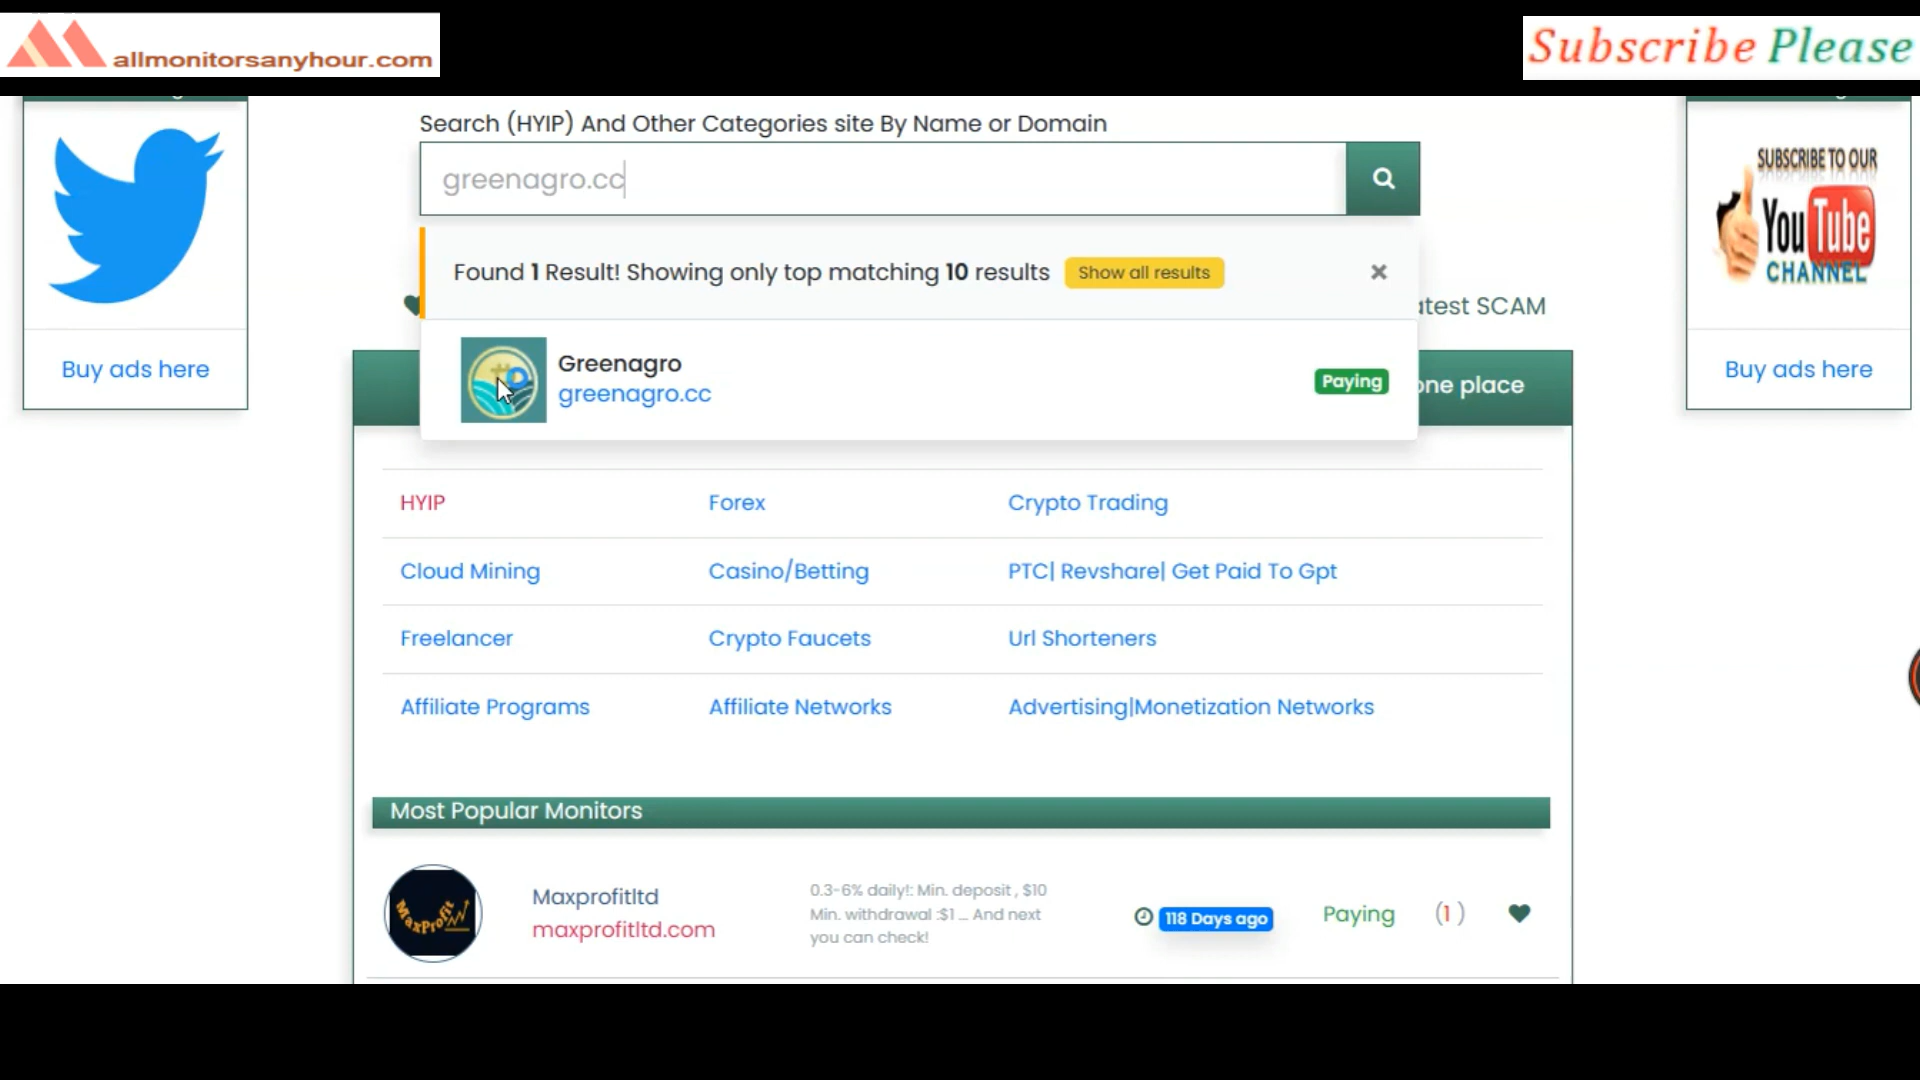 allmonitorsanyhour.com
Subscribe Please
Search (HYIP) And Other Categories site By Name or Domain
greenagro.cc
Found 1 Result! Showing only top matching 10 results Show all results
SUBSCRIBE TO OUR
YouTube
CHANNEL
atest SCAM
Greenagro
greenagro.cc
Paying
Buy ads here
Buy ads here
one place
HYIP Forex Crypto Trading
Cloud Mining Casino/Betting PTC| Revshare| Get Paid To Gpt
Freelancer Crypto Faucets Url Shorteners
Affiliate Programs Affiliate Networks Advertising|Monetization Networks
Most Popular Monitors
MaxProfit
Maxprofitltd
maxprofitltd.com
0.3-6% daily!: Min. deposit , $10
Min. withdrawal :$1 ... And next
you can check!
118 Days ago
Paying
(1)